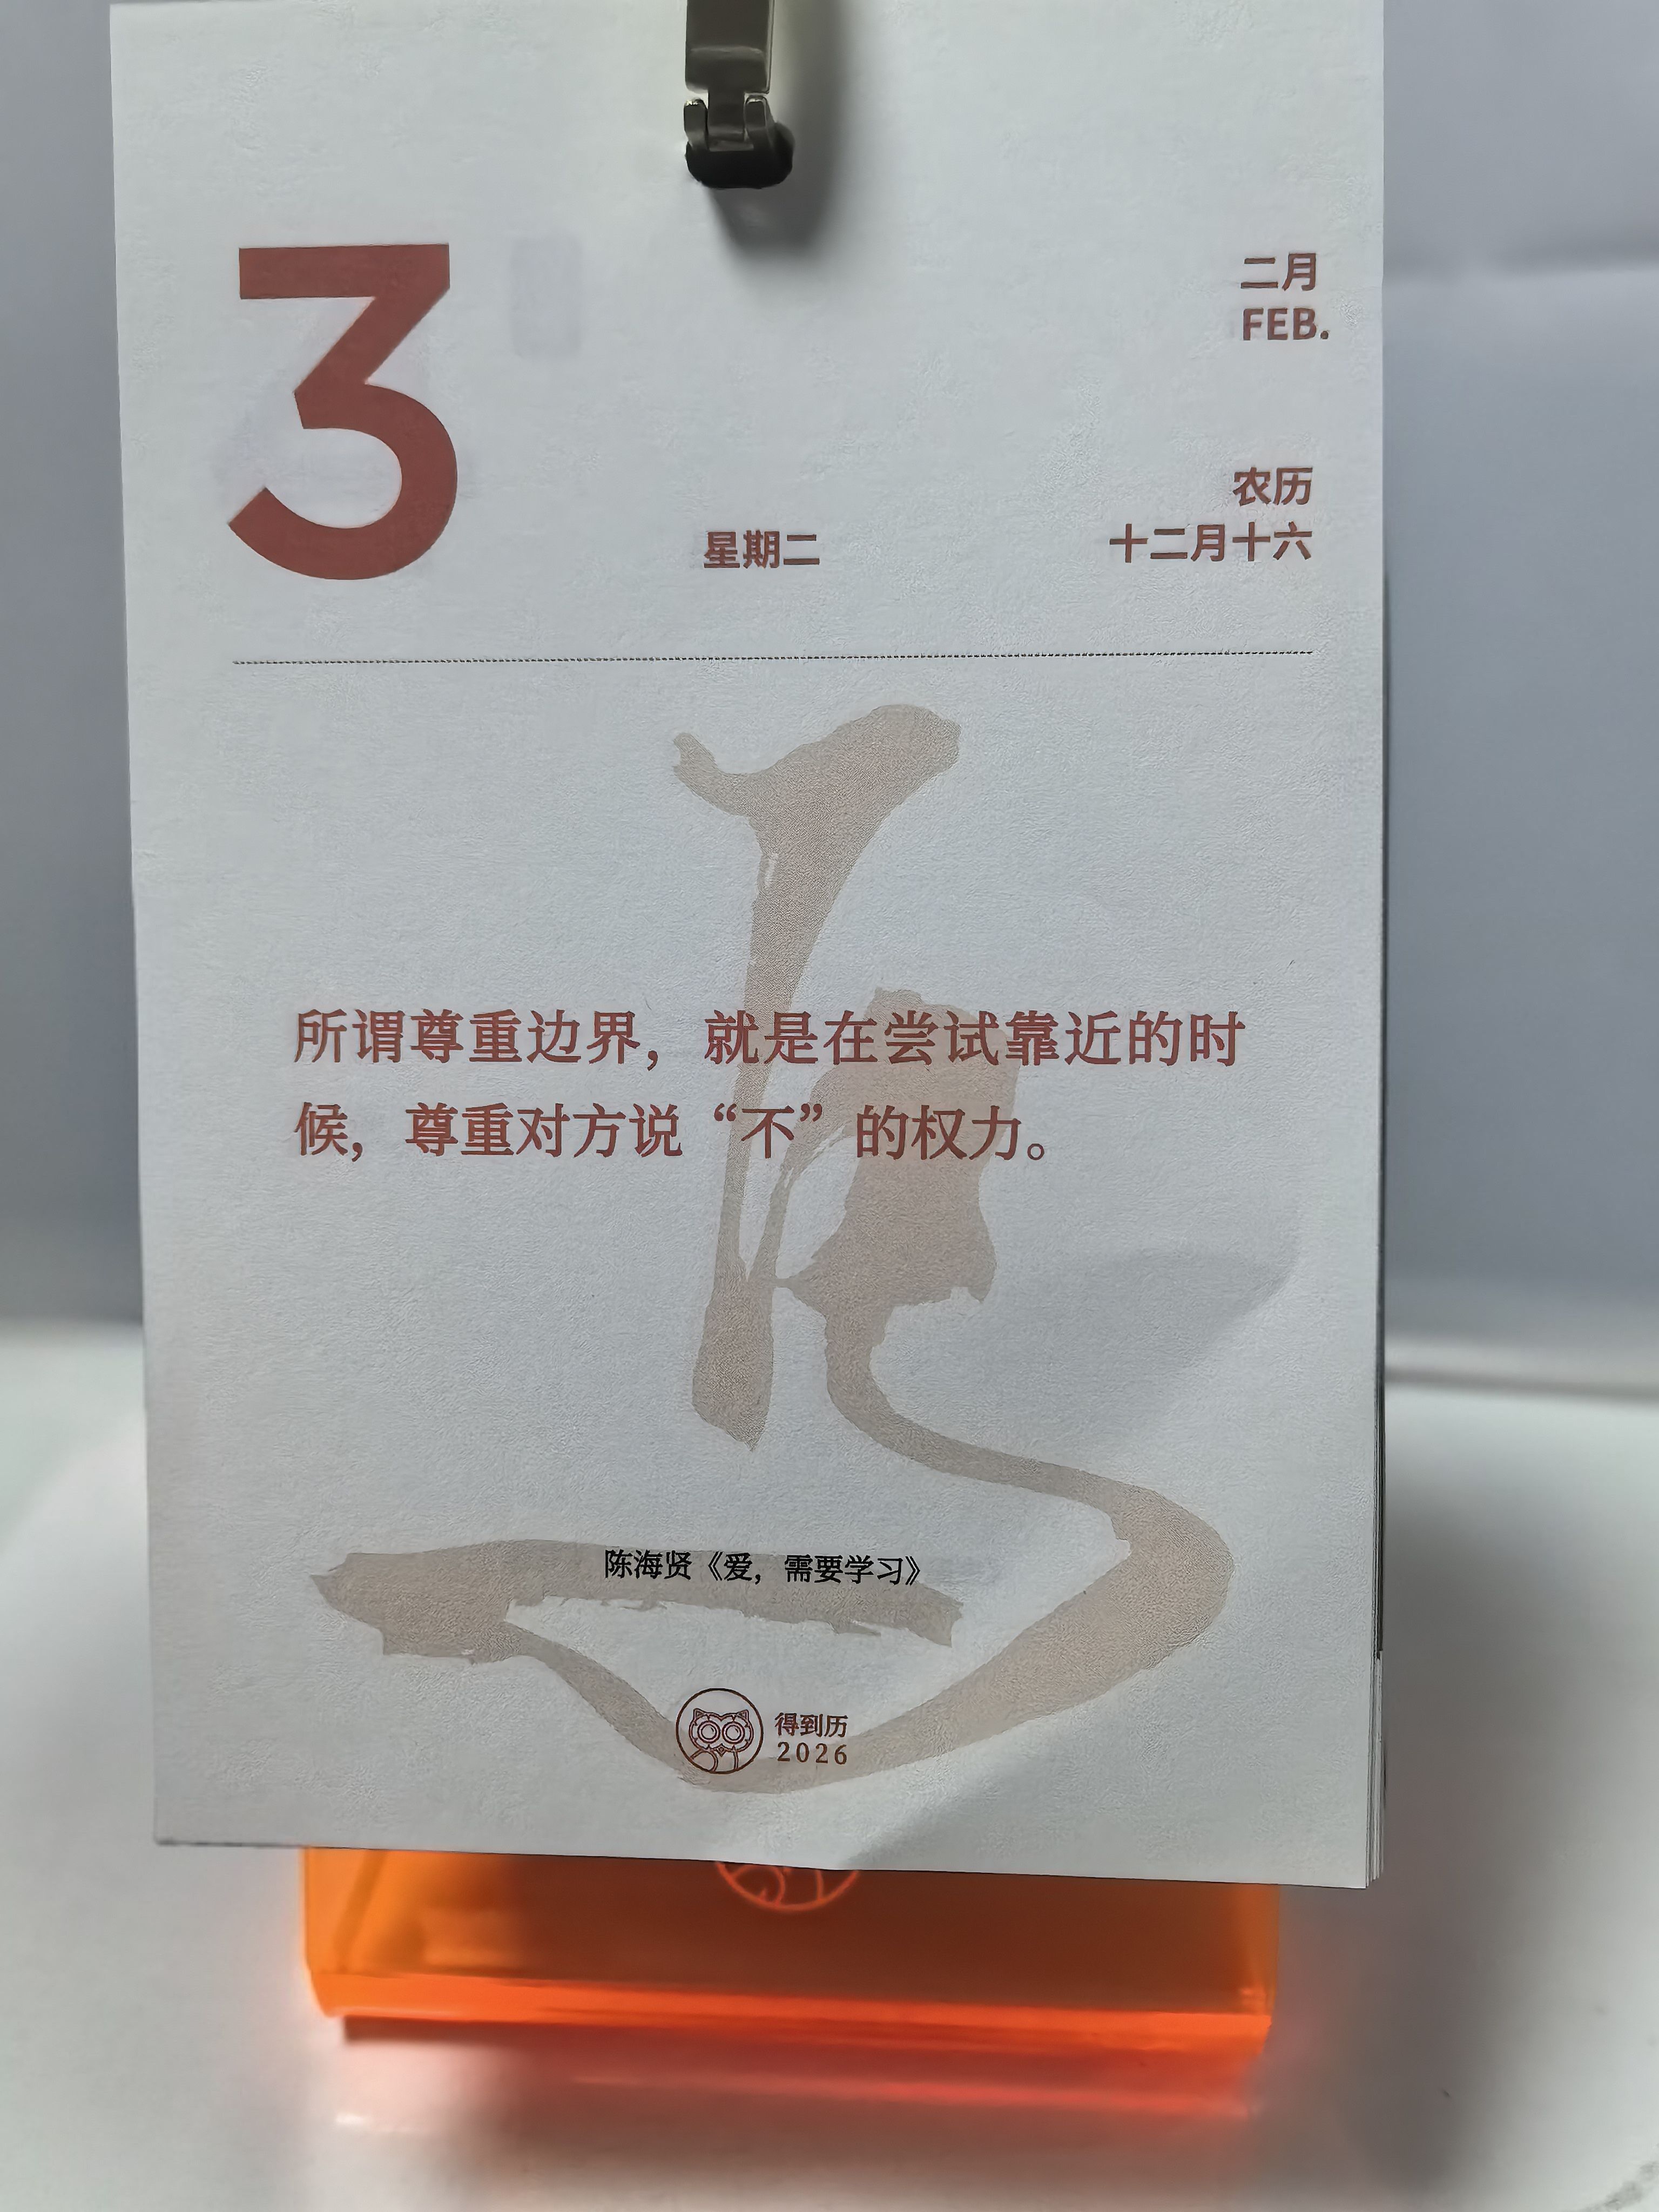 3
二月
FEB.
农历
星期二
十二月十六
所谓尊重边界，就是在尝试靠近的时
候，尊重对方说“不”的权力。
陈海贤《爱，需要学习》
得到历
2026